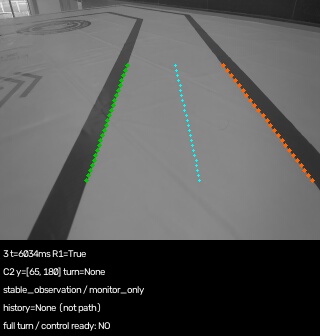 3 t=6034ms R1=True
C2 y=[65, 180] turn=None
stable_observation / monitor_only
history=None (not path)
full turn / control ready: NO